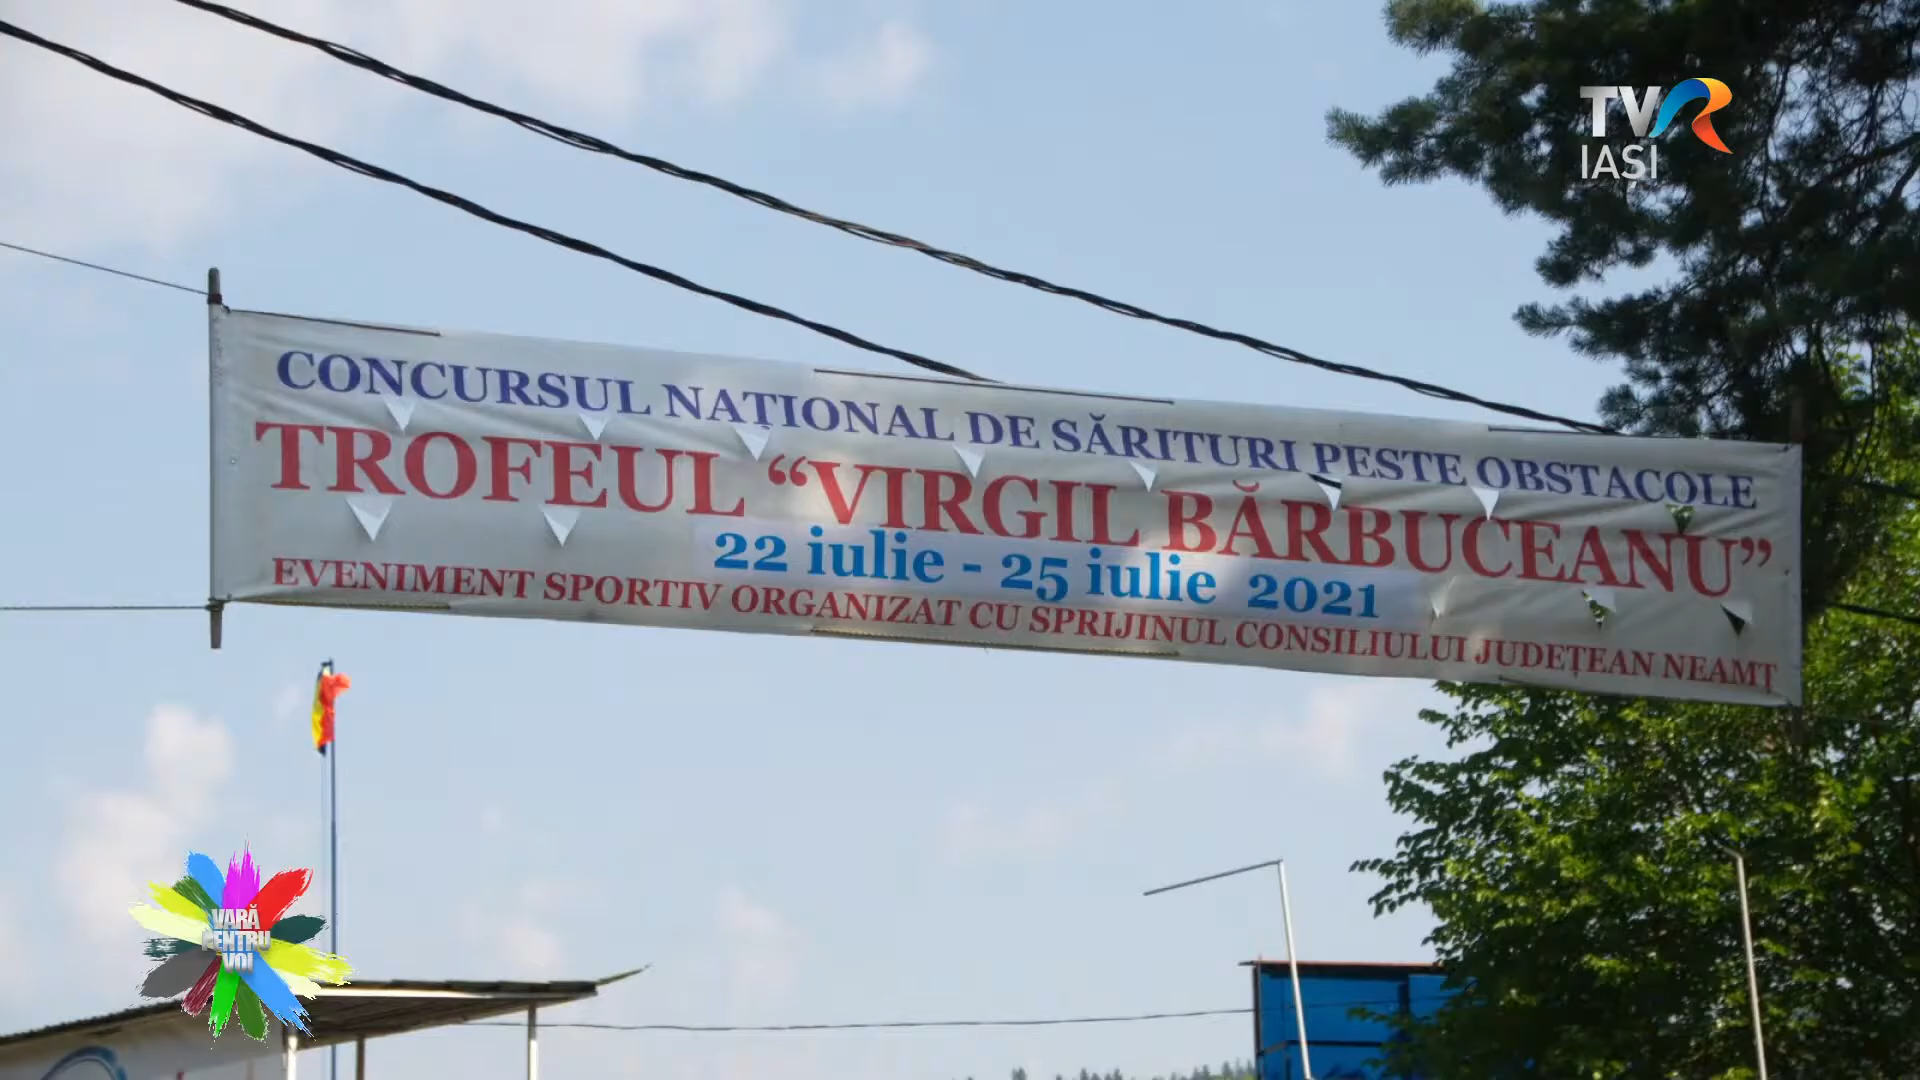 TVR
IAȘI
CONCURSUL NAȚIONAL DE SĂRITURI PESTE OBSTACOLE
TROFEUL “VIRGIL BĂRBUCEANU”
22 iulie - 25 iulie 2021
EVENIMENT SPORTIV ORGANIZAT CU SPRIJINUL CONSILIULUI JUDEȚEAN NEAMȚ
VARĂ
PENTRU
VOI